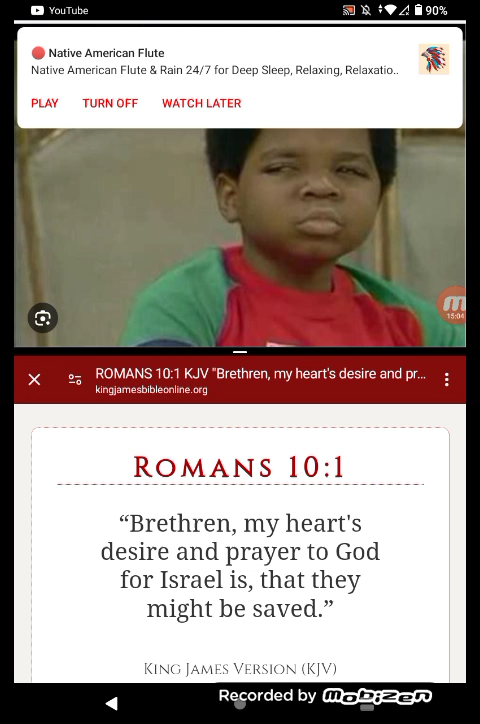 YouTube
90%
Native American Flute
Native American Flute & Rain 24/7 for Deep Sleep, Relaxing, Relaxatio..
PLAY TURN OFF WATCH LATER
15:04
ROMANS 10:1 KJV "Brethren, my heart's desire and pr...
kingjamesbibleonline.org
ROMANS 10:1
“Brethren, my heart's
desire and prayer to God
for Israel is, that they
might be saved.”
KING JAMES VERSION (KJV)
Recorded by Mobizen